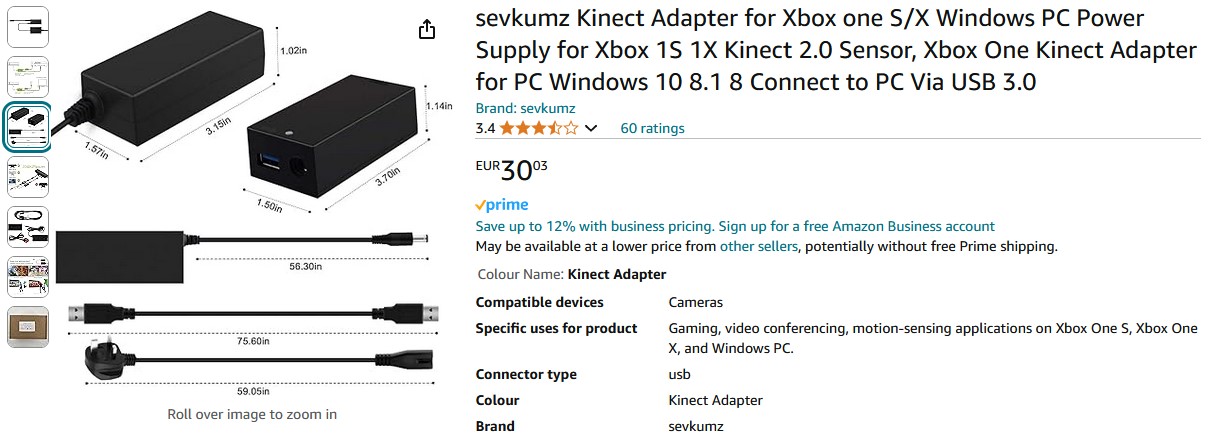 sevkumz Kinect Adapter for Xbox one S/X Windows PC Power
Supply for Xbox 1S 1X Kinect 2.0 Sensor, Xbox One Kinect Adapter
for PC Windows 10 8.1 8 Connect to PC Via USB 3.0
Brand: sevkumz
3.4
60 ratings
EUR3003
prime
Save up to 12% with business pricing. Sign up for a free Amazon Business account
May be available at a lower price from other sellers, potentially without free Prime shipping.
Colour Name: Kinect Adapter
Compatible devices Cameras
Specific uses for product Gaming, video conferencing, motion-sensing applications on Xbox One S, Xbox One
X, and Windows PC.
Connector type usb
Colour Kinect Adapter
Brand sevkumz
1.02in
3.15in
1.57in
1.14in
3.70in
1.50in
56.30in
75.60in
59.05in
Roll over image to zoom in